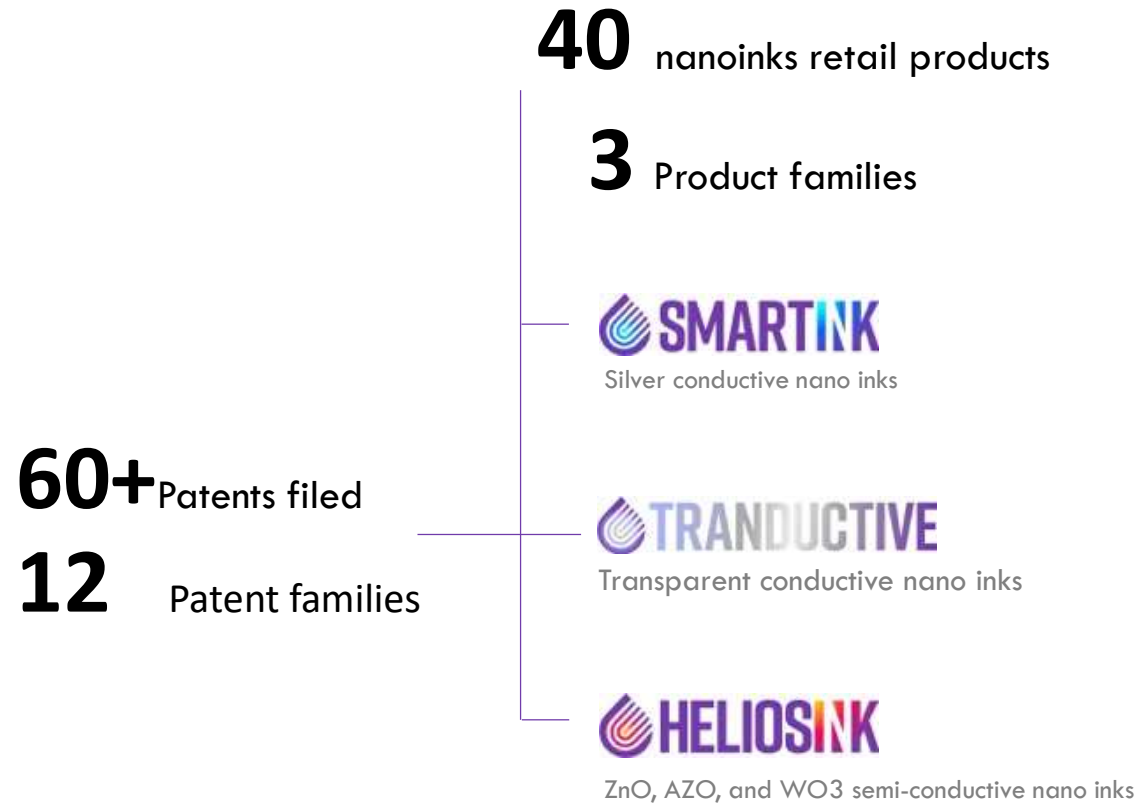 40 nanoinks retail products
3 Product families
SMARTINK
Silver conductive nano inks
60+ Patents filed
12 Patent families
TRANDUCTIVE
Transparent conductive nano inks
HELIOSINK
ZnO, AZO, and WO3 semi-conductive nano inks